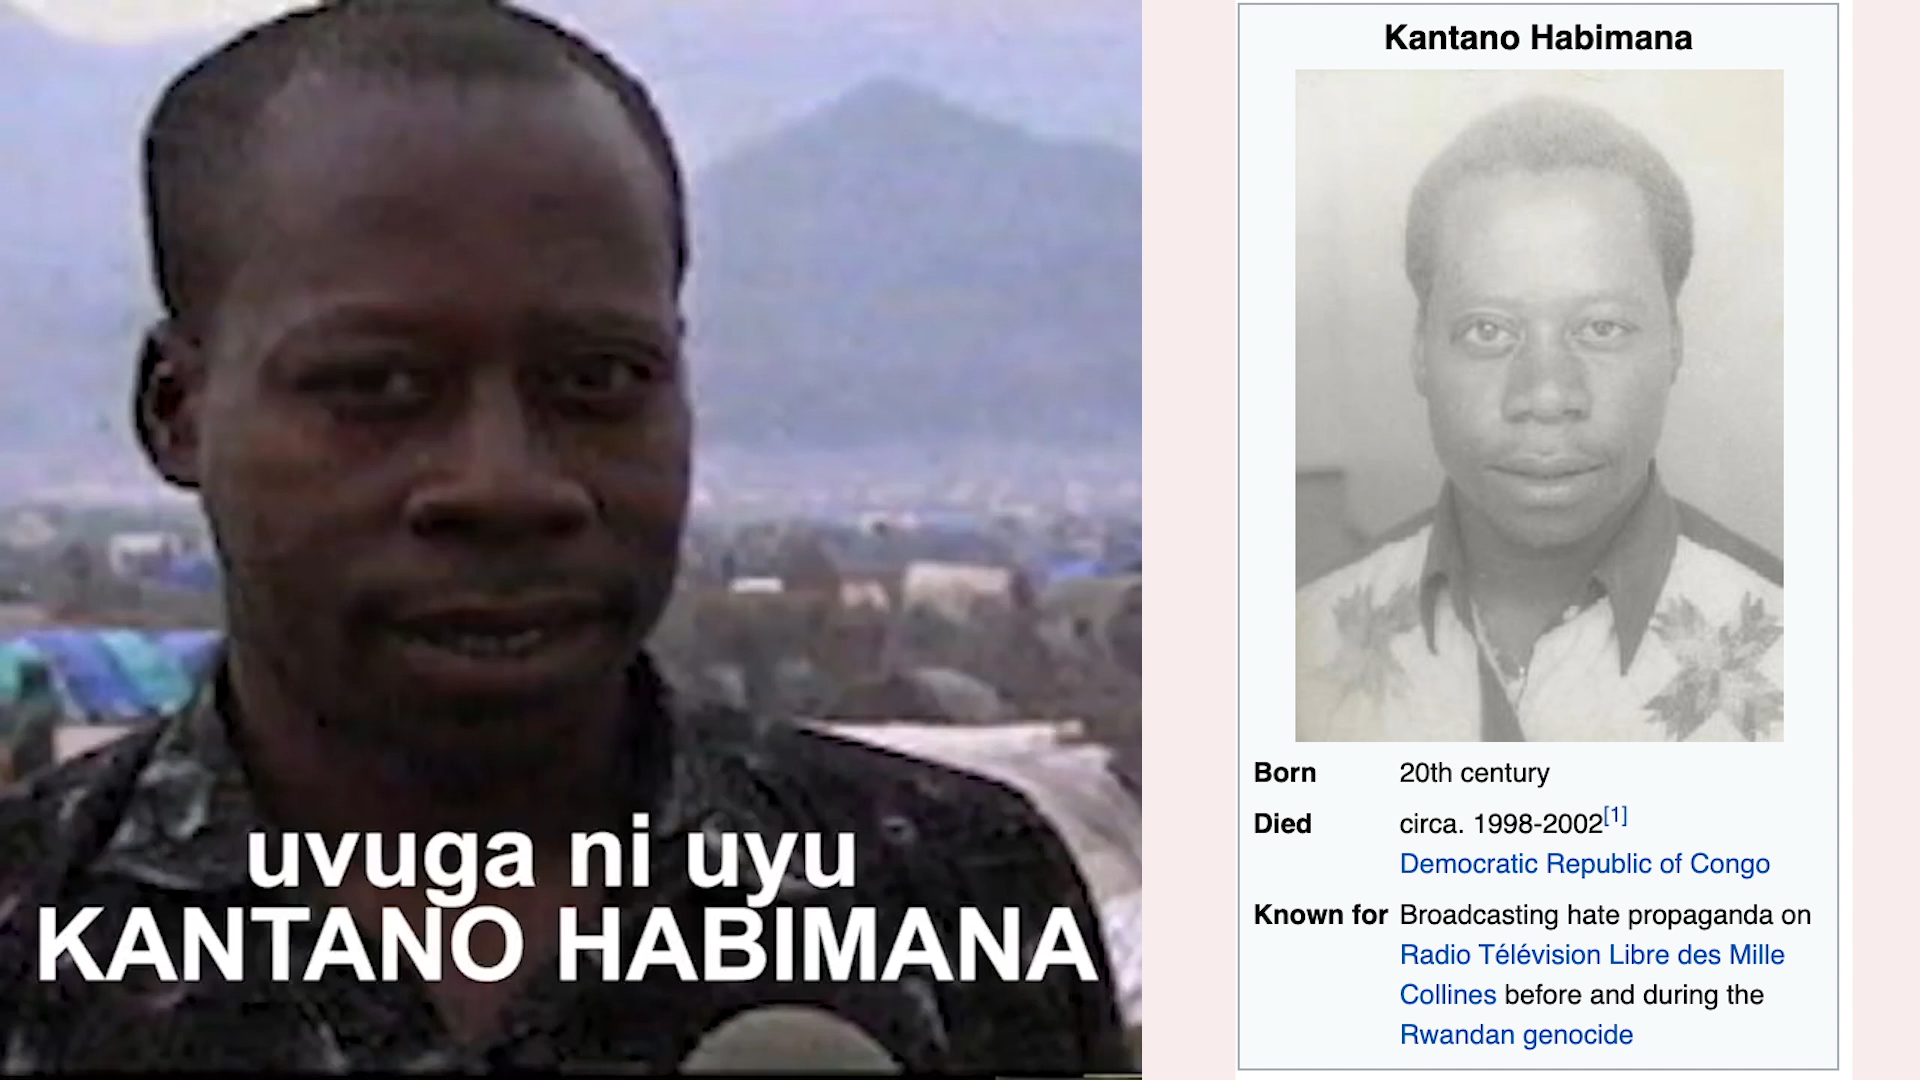 uvuga ni uyu
KANTANO HABIMANA
Kantano Habimana
Born 20th century
Died circa. 1998-2002[1]
Democratic Republic of Congo
Known for Broadcasting hate propaganda on
Radio Télévision Libre des Mille
Collines before and during the
Rwandan genocide